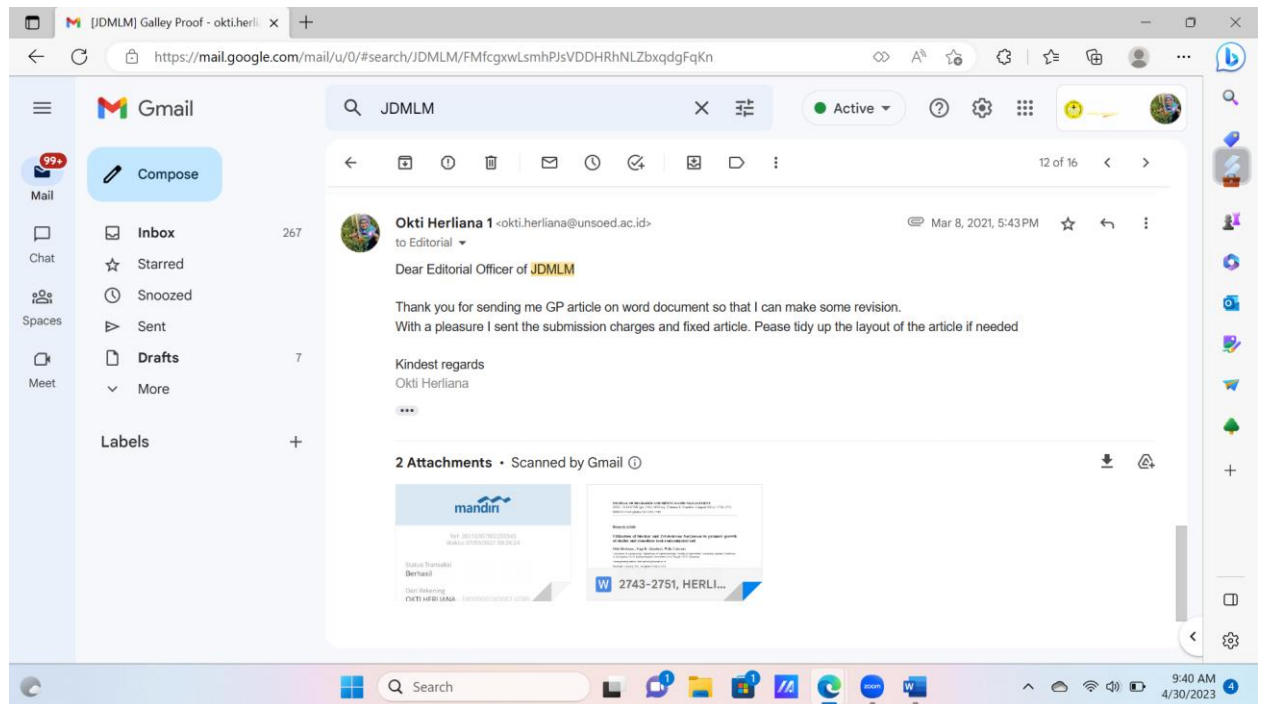 [JDMLM] Galley Proof - okti.herli
https://mail.google.com/mail/u/0/#search/JDMLM/FMfcgxwLsmhPJsVDDHRhNLZbxqdgFqKn
Gmail
JDMLM
Active
99+
Mail
Compose
12 of 16
Okti Herliana 1 <okti.herliana@unsoed.ac.id>
Mar 8, 2021, 5:43 PM
to Editorial
Inbox 267
Chat
Starred
Snoozed
Spaces
Sent
Drafts 7
Meet
More
Labels
Dear Editorial Officer of JDMLM
Thank you for sending me GP article on word document so that I can make some revision.
With a pleasure I sent the submission charges and fixed article. Pease tidy up the layout of the article if needed
Kindest regards
Okti Herliana
2 Attachments • Scanned by Gmail
mandiri
Status Transaksi
Berhasil
Dari Rekening
OKTI HERLIANA
W 2743-2751, HERLI...
Search
zoom
9:40 AM
4/30/2023
4